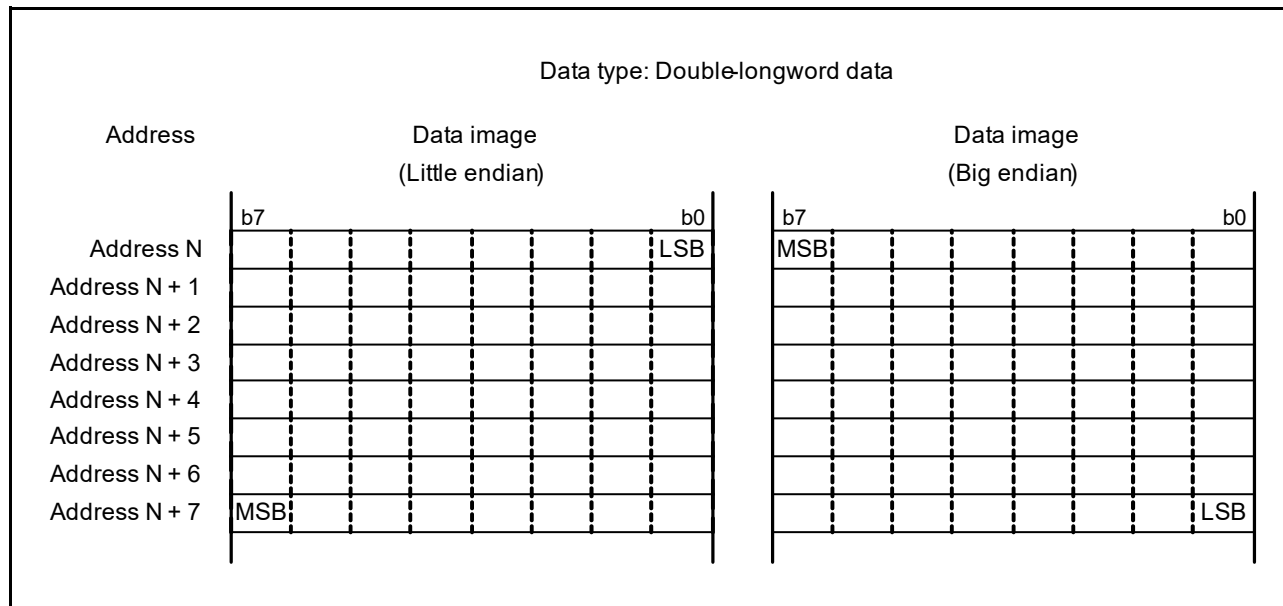 Data type: Double-longword data
Address Data image Data image
(Little endian) (Big endian)
b7 b0 b7 b0
Address N LSB MSB
Address N + 1
Address N + 2
Address N + 3
Address N + 4
Address N + 5
Address N + 6
Address N + 7 MSB LSB